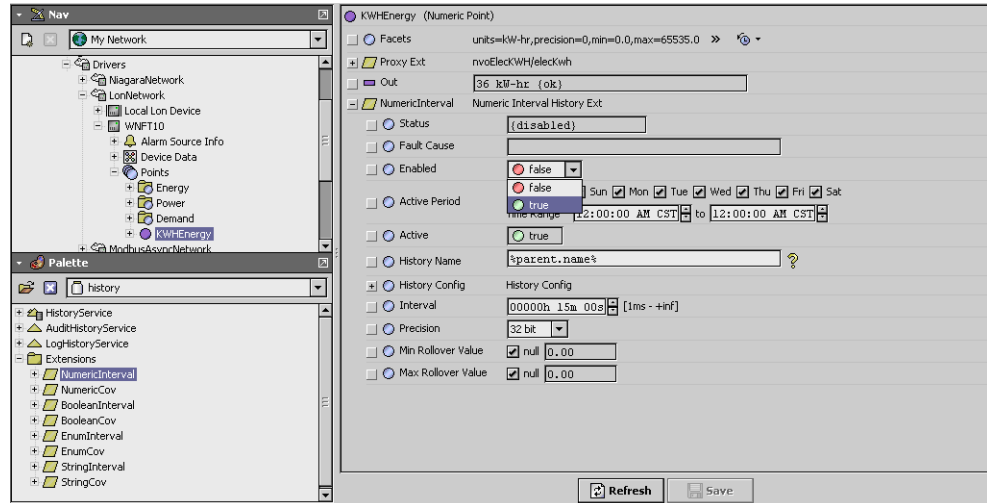 Nav
My Network
Drivers
NiagaraNetwork
LonNetwork
Local Lon Device
WNFT10
Alarm Source Info
Device Data
Points
Energy
Power
Demand
KWHEnergy
ModbusAsyncNetwork
Palette
history
HistoryService
AuditHistoryService
LogHistoryService
Extensions
NumericInterval
NumericCov
BooleanInterval
BooleanCov
EnumInterval
EnumCov
StringInterval
StringCov
KWHEnergy (Numeric Point)
Facets units=kW-hr,precision=0,min=0.0,max=65535.0 »
Proxy Ext nvoElecKWH/elecKwh
Out 36 kW-hr {ok}
NumericInterval Numeric Interval History Ext
Status {disabled}
Fault Cause
Enabled false
false
true
Active Period Sun Mon Tue Wed Thu Fri Sat
Time Range 12:00:00 AM CST to 12:00:00 AM CST
Active true
History Name %parent.name% ?
History Config History Config
Interval 00000h 15m 00s [1ms - +inf]
Precision 32 bit
Min Rollover Value null 0.00
Max Rollover Value null 0.00
Refresh Save